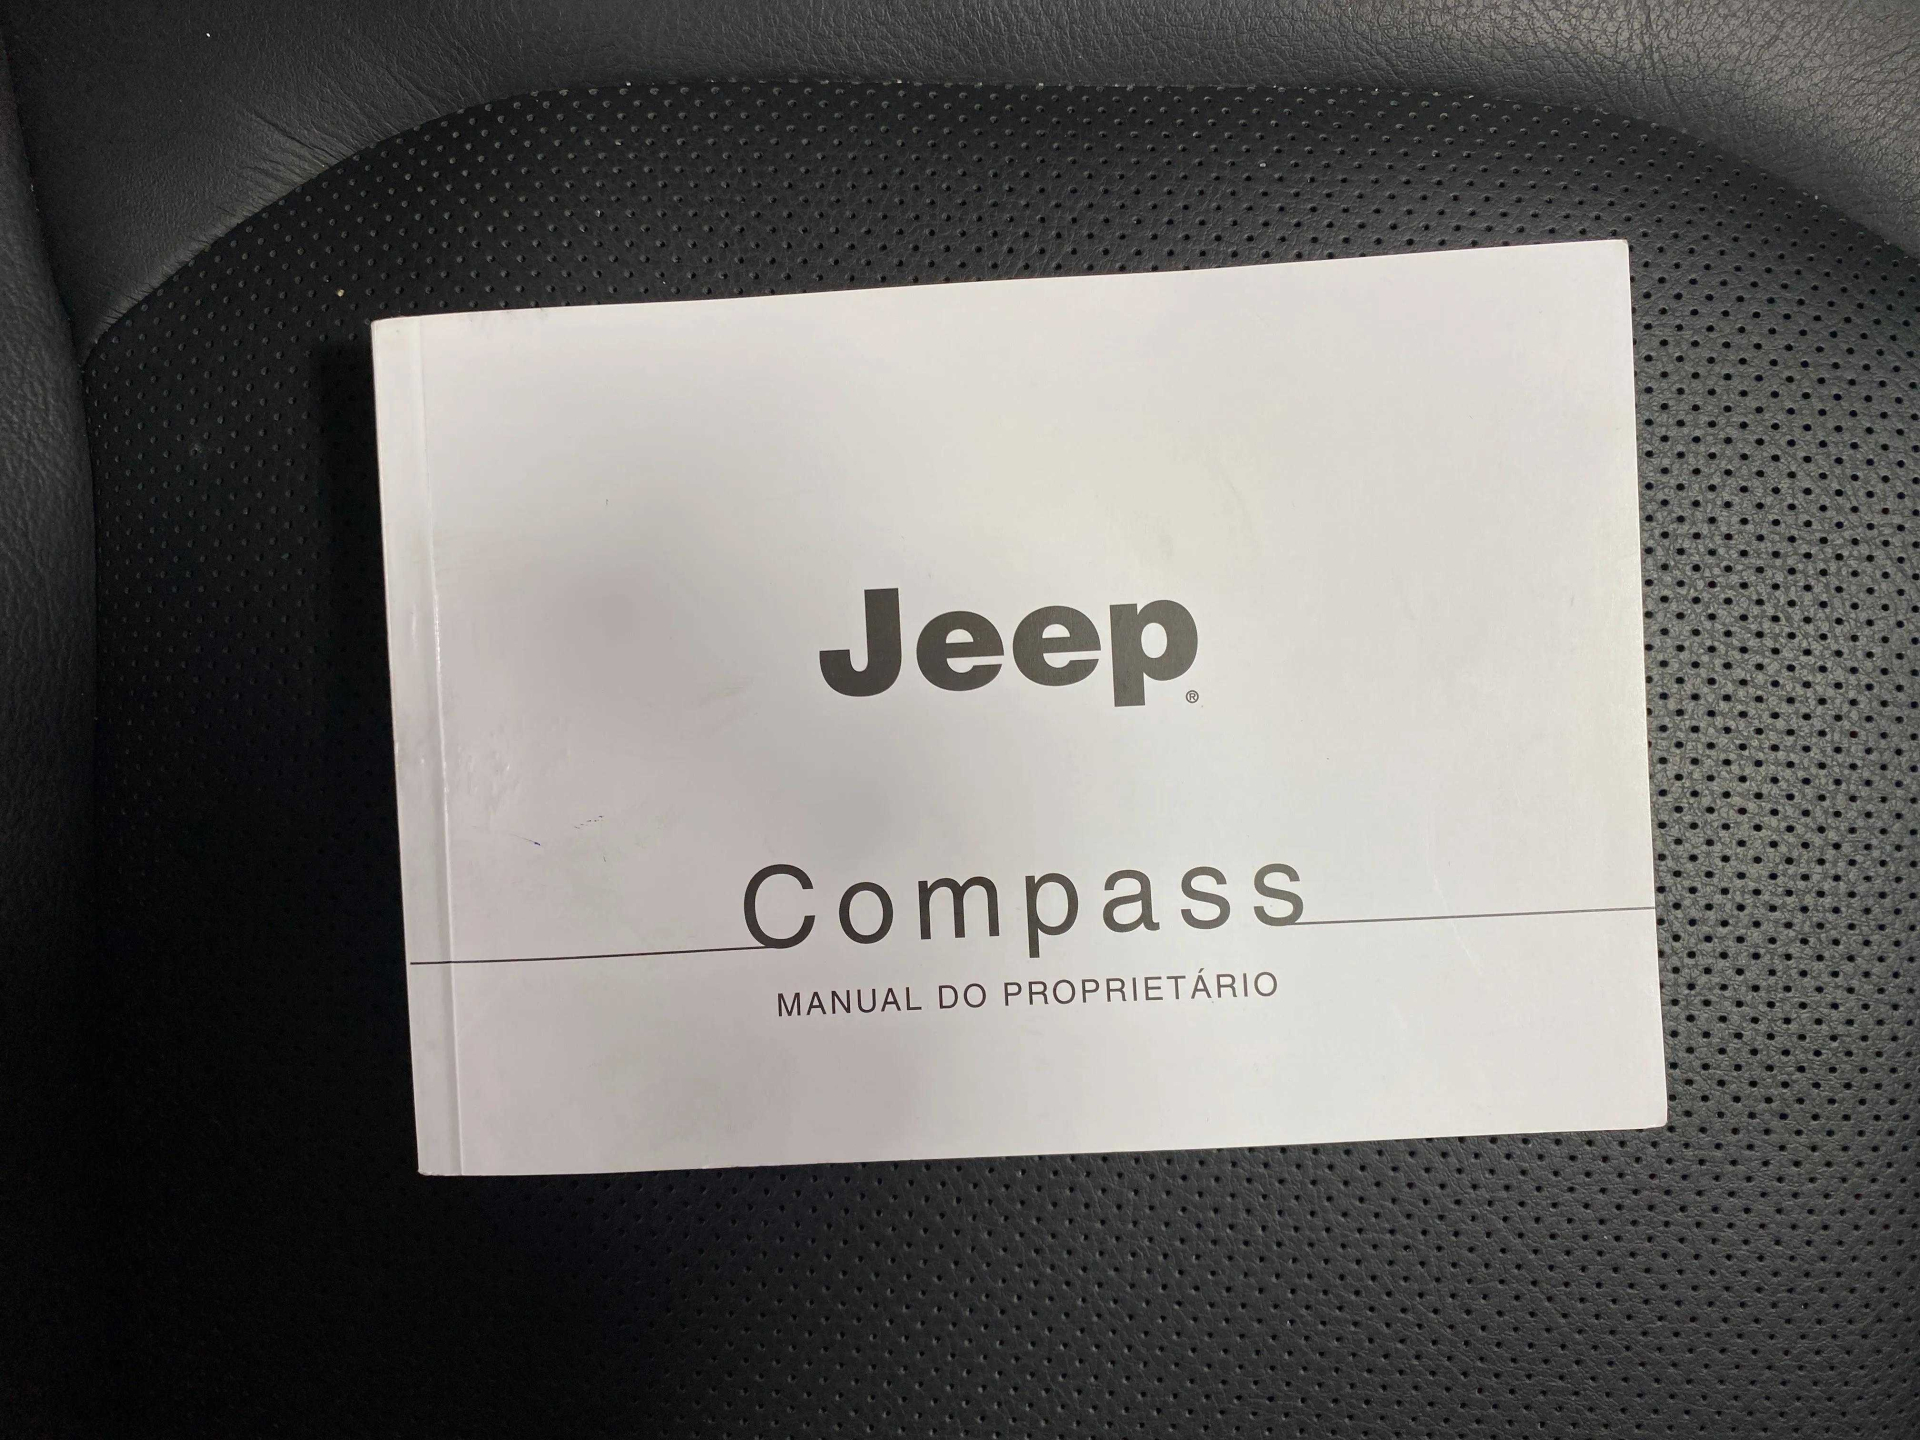 Jeep®
Compass
MANUAL DO PROPRIETÁRIO